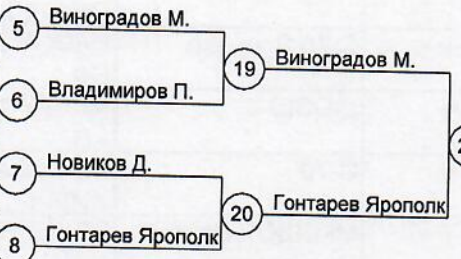 5 Виноградов М.
19 Виноградов М.
6 Владимиров П.
7 Новиков Д.
20 Гонтарев Ярополк
8 Гонтарев Ярополк